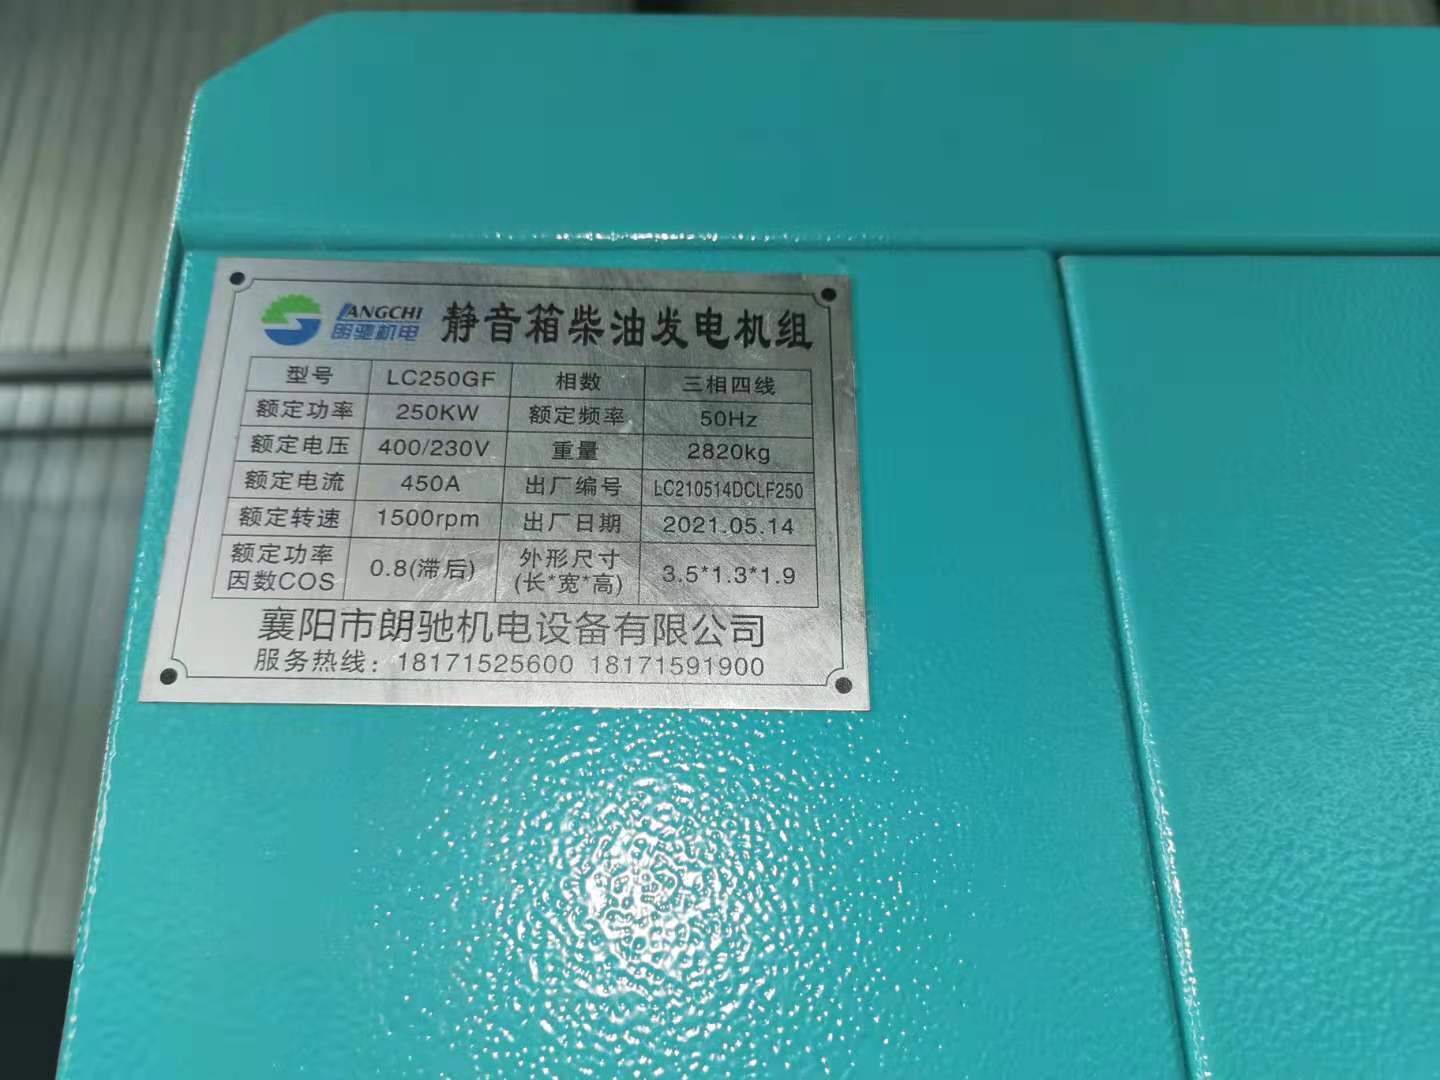 LANGCHI
朗驰机电
静音箱柴油发电机组
型号 LC250GF 相数 三相四线
额定功率 250KW 额定频率 50Hz
额定电压 400/230V 重量 2820kg
额定电流 450A 出厂编号 LC210514DCLF250
额定转速 1500rpm 出厂日期 2021.05.14
额定功率因数COS 0.8(滞后) 外形尺寸(长*宽*高) 3.5*1.3*1.9
襄阳市朗驰机电设备有限公司
服务热线：18171525600 18171591900